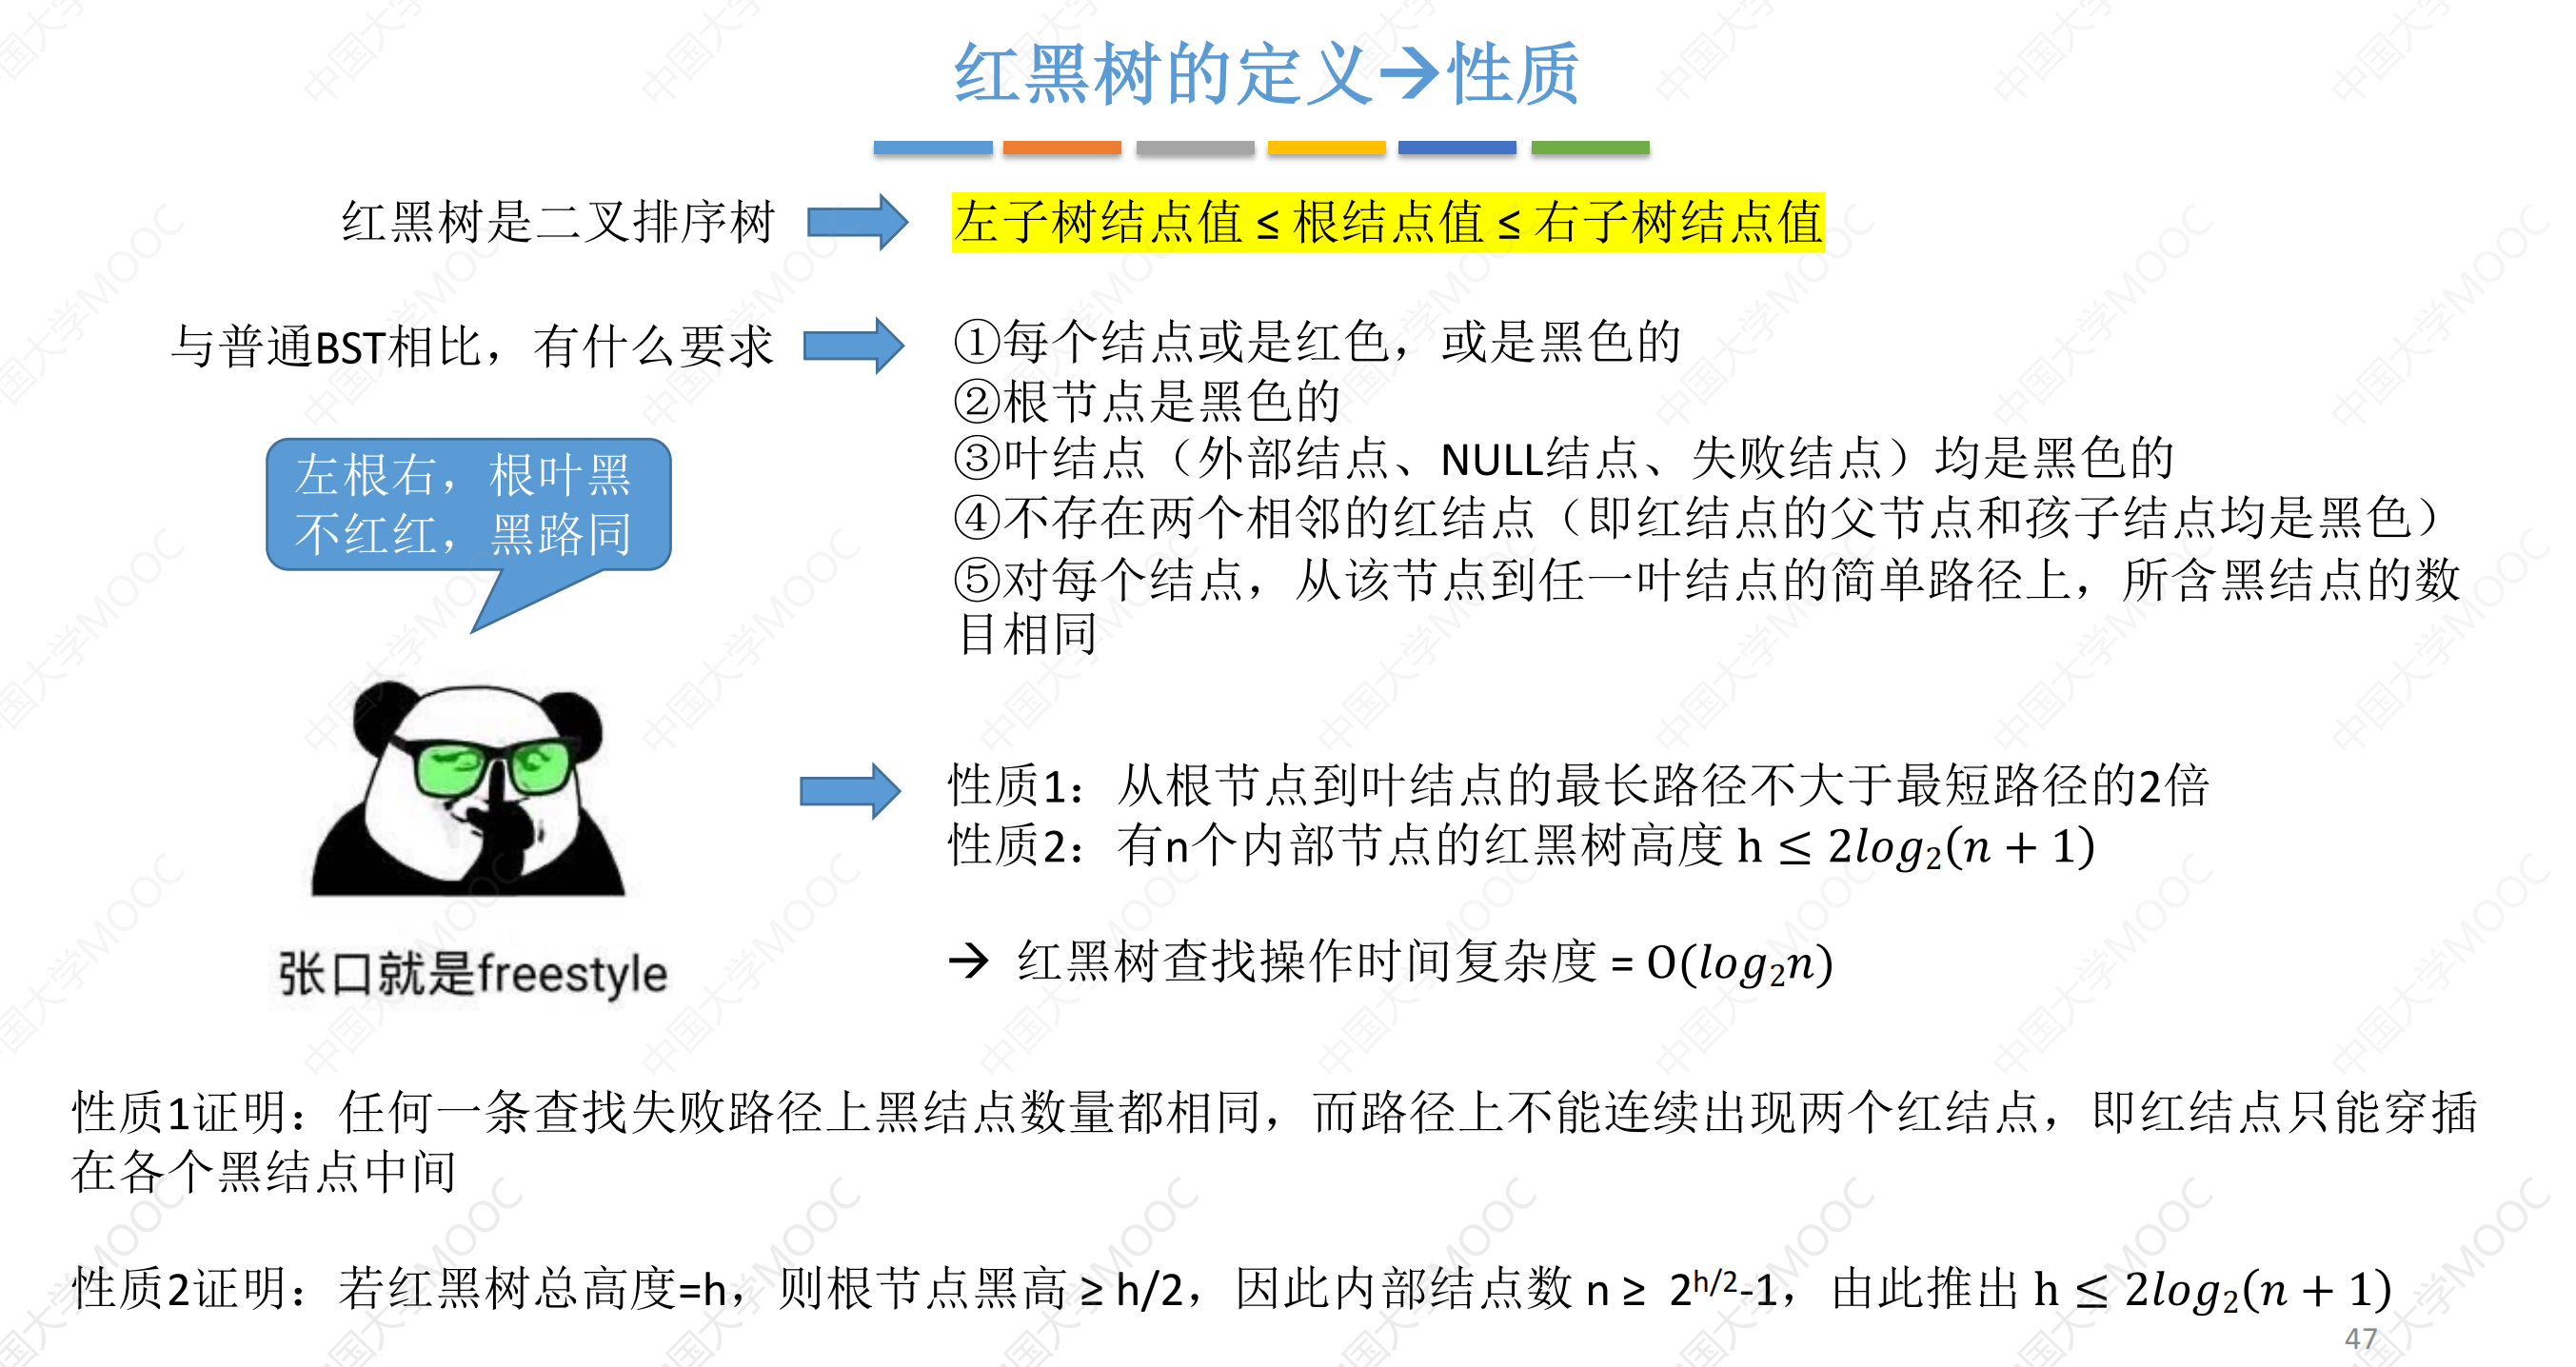 红黑树的定义→性质
红黑树是二叉排序树
左子树结点值 ≤ 根结点值 ≤ 右子树结点值
与普通BST相比，有什么要求
①每个结点或是红色，或是黑色的
②根节点是黑色的
③叶结点（外部结点、NULL结点、失败结点）均是黑色的
④不存在两个相邻的红结点（即红结点的父节点和孩子结点均是黑色）
⑤对每个结点，从该节点到任一叶结点的简单路径上，所含黑结点的数
目相同
左根右，根叶黑
不红红，黑路同
张口就是freestyle
性质1：从根节点到叶结点的最长路径不大于最短路径的2倍
性质2：有n个内部节点的红黑树高度 h ≤ 2log₂(n + 1)
→ 红黑树查找操作时间复杂度 = O(log₂n)
性质1证明：任何一条查找失败路径上黑结点数量都相同，而路径上不能连续出现两个红结点，即红结点只能穿插
在各个黑结点中间
性质2证明：若红黑树总高度=h，则根节点黑高 ≥ h/2，因此内部结点数 n ≥ 2^h/2-1，由此推出 h ≤ 2log₂(n + 1)
47
中国大学MOOC